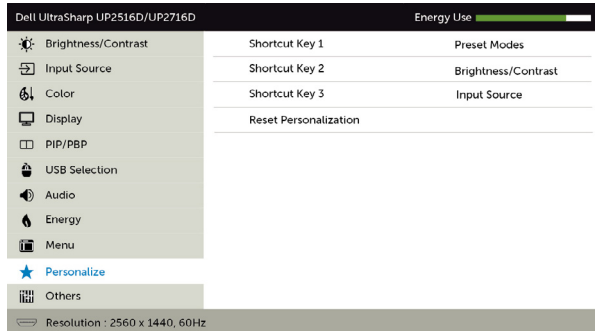 Dell UltraSharp UP2516D/UP2716D Energy Use
Brightness/Contrast Shortcut Key 1 Preset Modes
Input Source Shortcut Key 2 Brightness/Contrast
Color Shortcut Key 3 Input Source
Display Reset Personalization
PIP/PBP
USB Selection
Audio
Energy
Menu
Personalize
Others
Resolution : 2560 x 1440, 60Hz